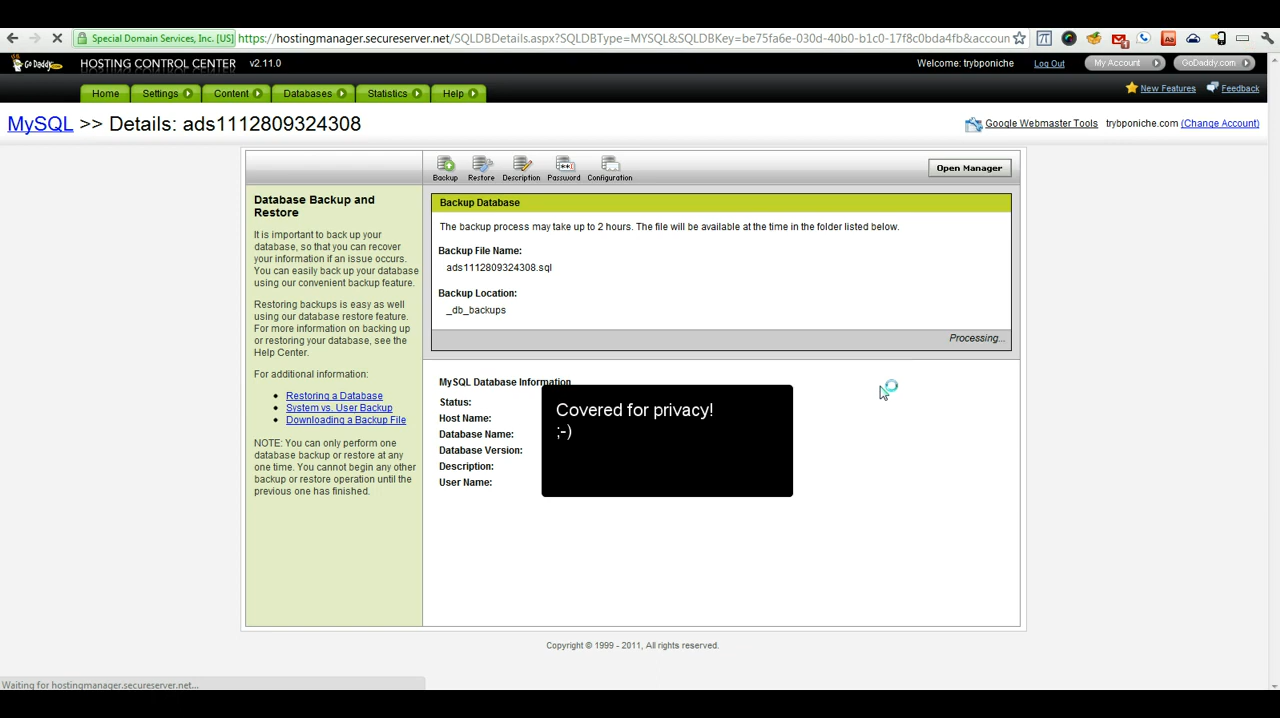 Special Domain Services, Inc. [US] https://hostingmanager.secureserver.net/SQLDBDetails.aspx?SQLDBType=MYSQL&SQLDBKey=be75fa6e-030d-40b0-b1c0-17f8c0bda4fb&accoun
Go Daddy.com HOSTING CONTROL CENTER v2.11.0 Welcome: trybponiche Log Out My Account GoDaddy.com
Home Settings Content Databases Statistics Help New Features Feedback
MySQL >> Details: ads1112809324308 Google Webmaster Tools trybponiche.com (Change Account)
Backup Restore Description Password Configuration Open Manager
Database Backup and
Restore
It is important to back up your
database, so that you can recover
your information if an issue occurs.
You can easily back up your database
using our convenient backup feature.
Restoring backups is easy as well
using our database restore feature.
For more information on backing up
or restoring your database, see the
Help Center.
For additional information:
• Restoring a Database
• System vs. User Backup
• Downloading a Backup File
NOTE: You can only perform one
database backup or restore at any
one time. You cannot begin any other
backup or restore operation until the
previous one has finished.
Backup Database
The backup process may take up to 2 hours. The file will be available at the time in the folder listed below.
Backup File Name:
ads1112809324308.sql
Backup Location:
_db_backups
Processing...
MySQL Database Information
Status:
Host Name:
Database Name:
Database Version:
Description:
User Name:
Covered for privacy!
;-)
Copyright © 1999 - 2011, All rights reserved.
Waiting for hostingmanager.secureserver.net...